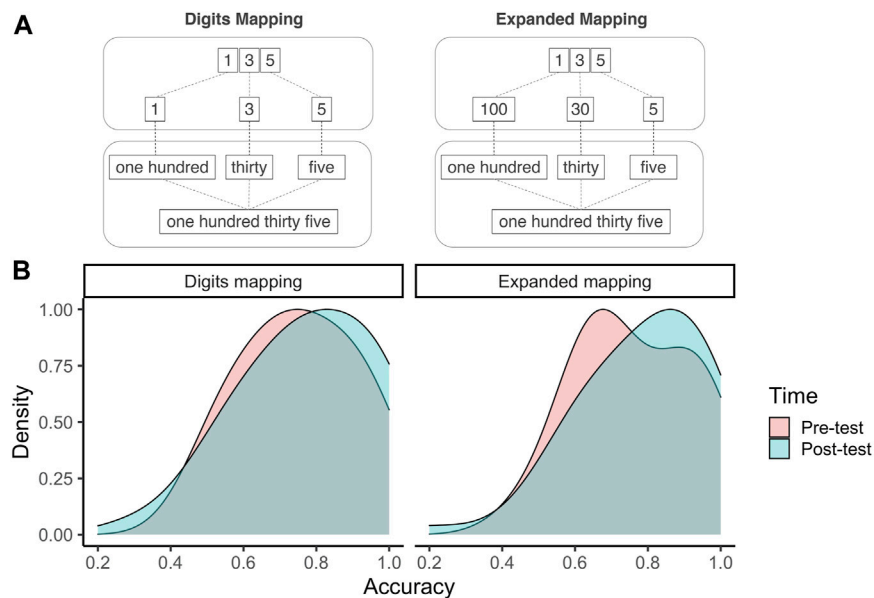 A
Digits Mapping
Expanded Mapping
1 3 5
1 3 5
1 3 5
100 30 5
one hundred thirty five
one hundred thirty five
one hundred thirty five
one hundred thirty five
B
Digits mapping
Expanded mapping
Density
1.00
0.75
0.50
0.25
0.00
0.2 0.4 0.6 0.8 1.0
0.2 0.4 0.6 0.8 1.0
Accuracy
Time
Pre-test
Post-test